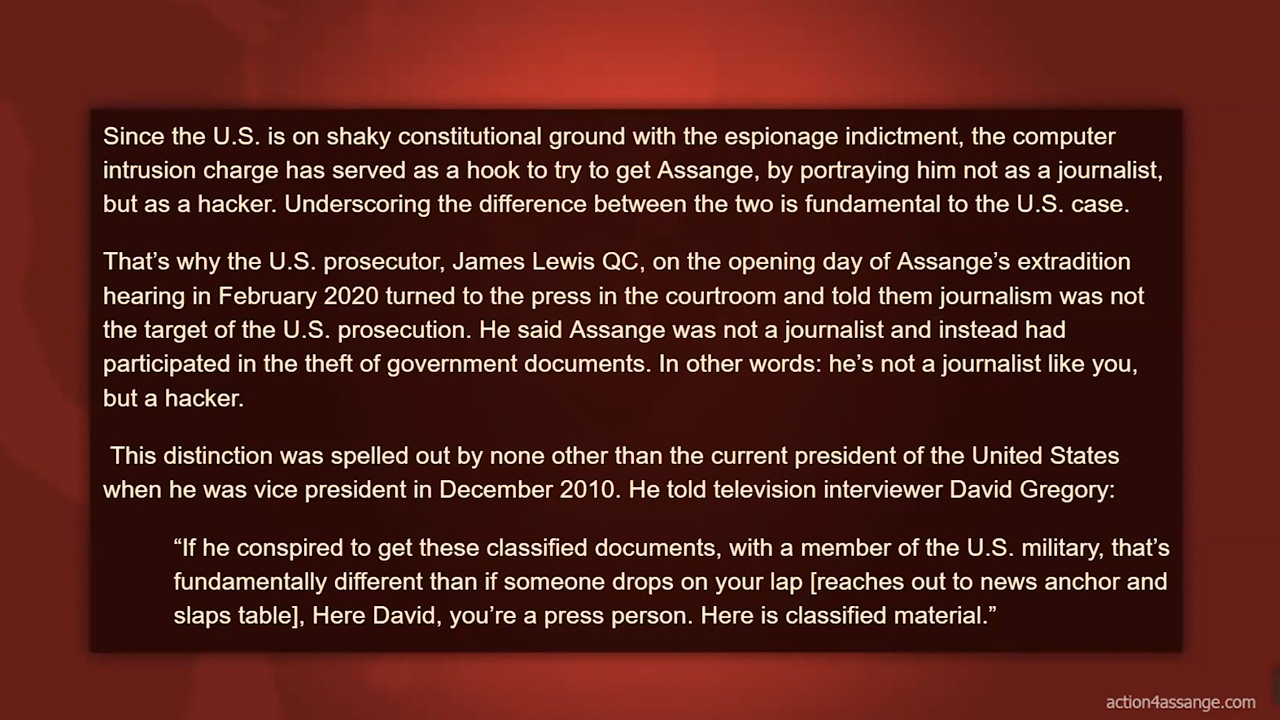 Since the U.S. is on shaky constitutional ground with the espionage indictment, the computer
intrusion charge has served as a hook to try to get Assange, by portraying him not as a journalist,
but as a hacker. Underscoring the difference between the two is fundamental to the U.S. case.
That’s why the U.S. prosecutor, James Lewis QC, on the opening day of Assange’s extradition
hearing in February 2020 turned to the press in the courtroom and told them journalism was not
the target of the U.S. prosecution. He said Assange was not a journalist and instead had
participated in the theft of government documents. In other words: he’s not a journalist like you,
but a hacker.
This distinction was spelled out by none other than the current president of the United States
when he was vice president in December 2010. He told television interviewer David Gregory:
“If he conspired to get these classified documents, with a member of the U.S. military, that’s
fundamentally different than if someone drops on your lap [reaches out to news anchor and
slaps table], Here David, you’re a press person. Here is classified material.”
action4assange.com